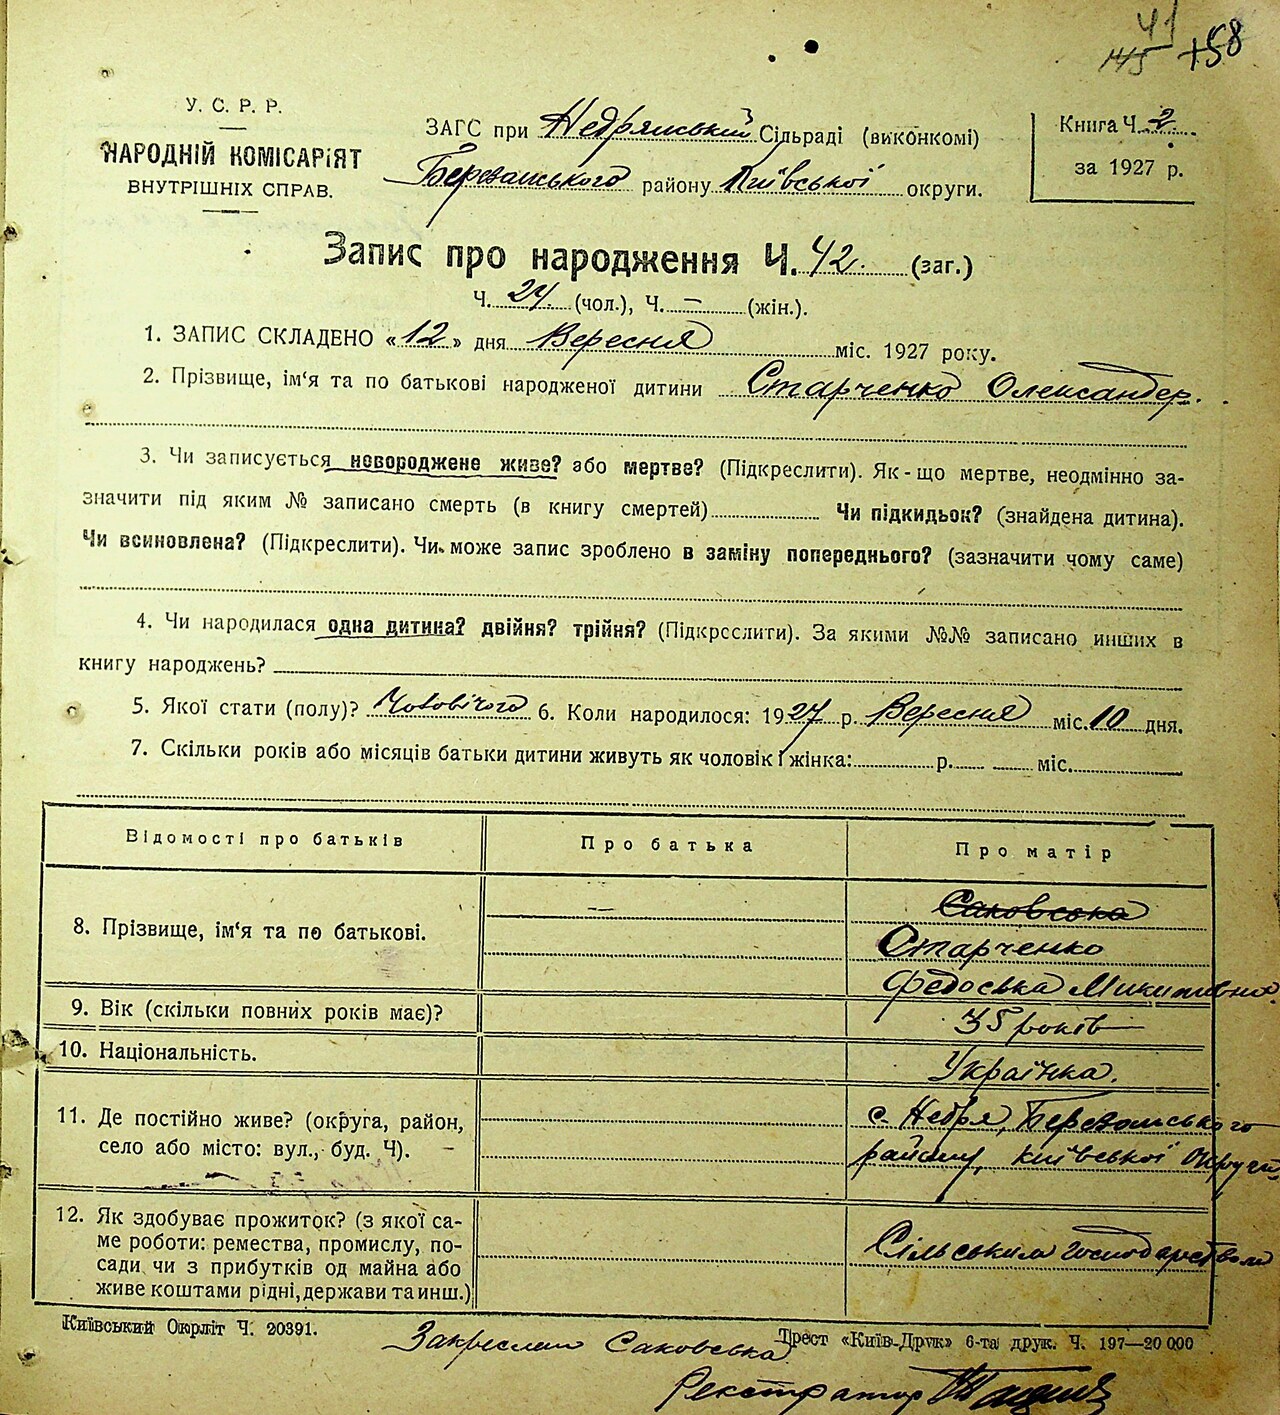 41
145 +58
У. С. Р. Р.
НАРОДНІЙ КОМІСАРІЯТ
ВНУТРІШНІХ СПРАВ.
ЗАГС при Недрянський Сільраді (виконкомі)
Березанського району Київської округи.
Книга Ч. 2.
за 1927 р.
Запис про народження Ч. 42. (заг.)
Ч. 24. (чол.), Ч. – (жін.).
1. ЗАПИС СКЛАДЕНО «12» дня Вересня міс. 1927 року.
2. Прізвище, ім‘я та по батькові народженої дитини Старченко Олександер.
3. Чи записується новороджене живе? або мертве? (Підкреслити). Як-що мертве, неодмінно за-
значити під яким № записано смерть (в книгу смертей) Чи підкидьок? (знайдена дитина).
Чи всиновлена? (Підкреслити). Чи може запис зроблено в заміну попереднього? (зазначити чому саме)
4. Чи народилася одна дитина? двійня? трійня? (Підкреслити). За якими №№ записано инших в
книгу народжень?
5. Якої стати (полу)? Чоловічого 6. Коли народилося: 1927 р. Вересня міс. 10 дня.
7. Скільки років або місяців батьки дитини живуть як чоловік і жінка: р. міс.
Відомості про батьків Про батька Про матір
8. Прізвище, ім‘я та по батькові. – Саковська
Старченко
Федоська Микитивна.
9. Вік (скільки повних років має)? 35 років
10. Національність. Українка.
11. Де постійно живе? (округа, район,
село або місто: вул., буд. Ч).
с. Недря, Березанського
району, Київської Округи
12. Як здобуває прожиток? (з якої са-
ме роботи: ремества, промислу, по-
сади чи з прибутків од майна або
живе коштами рідні, держави та инш.)
Сільським господарством
Київський Окрліт Ч. 20391.
Трест «Київ-Друк» 6-та друк. Ч. 197—20 000
Закреслено Саковська
Реєстратор